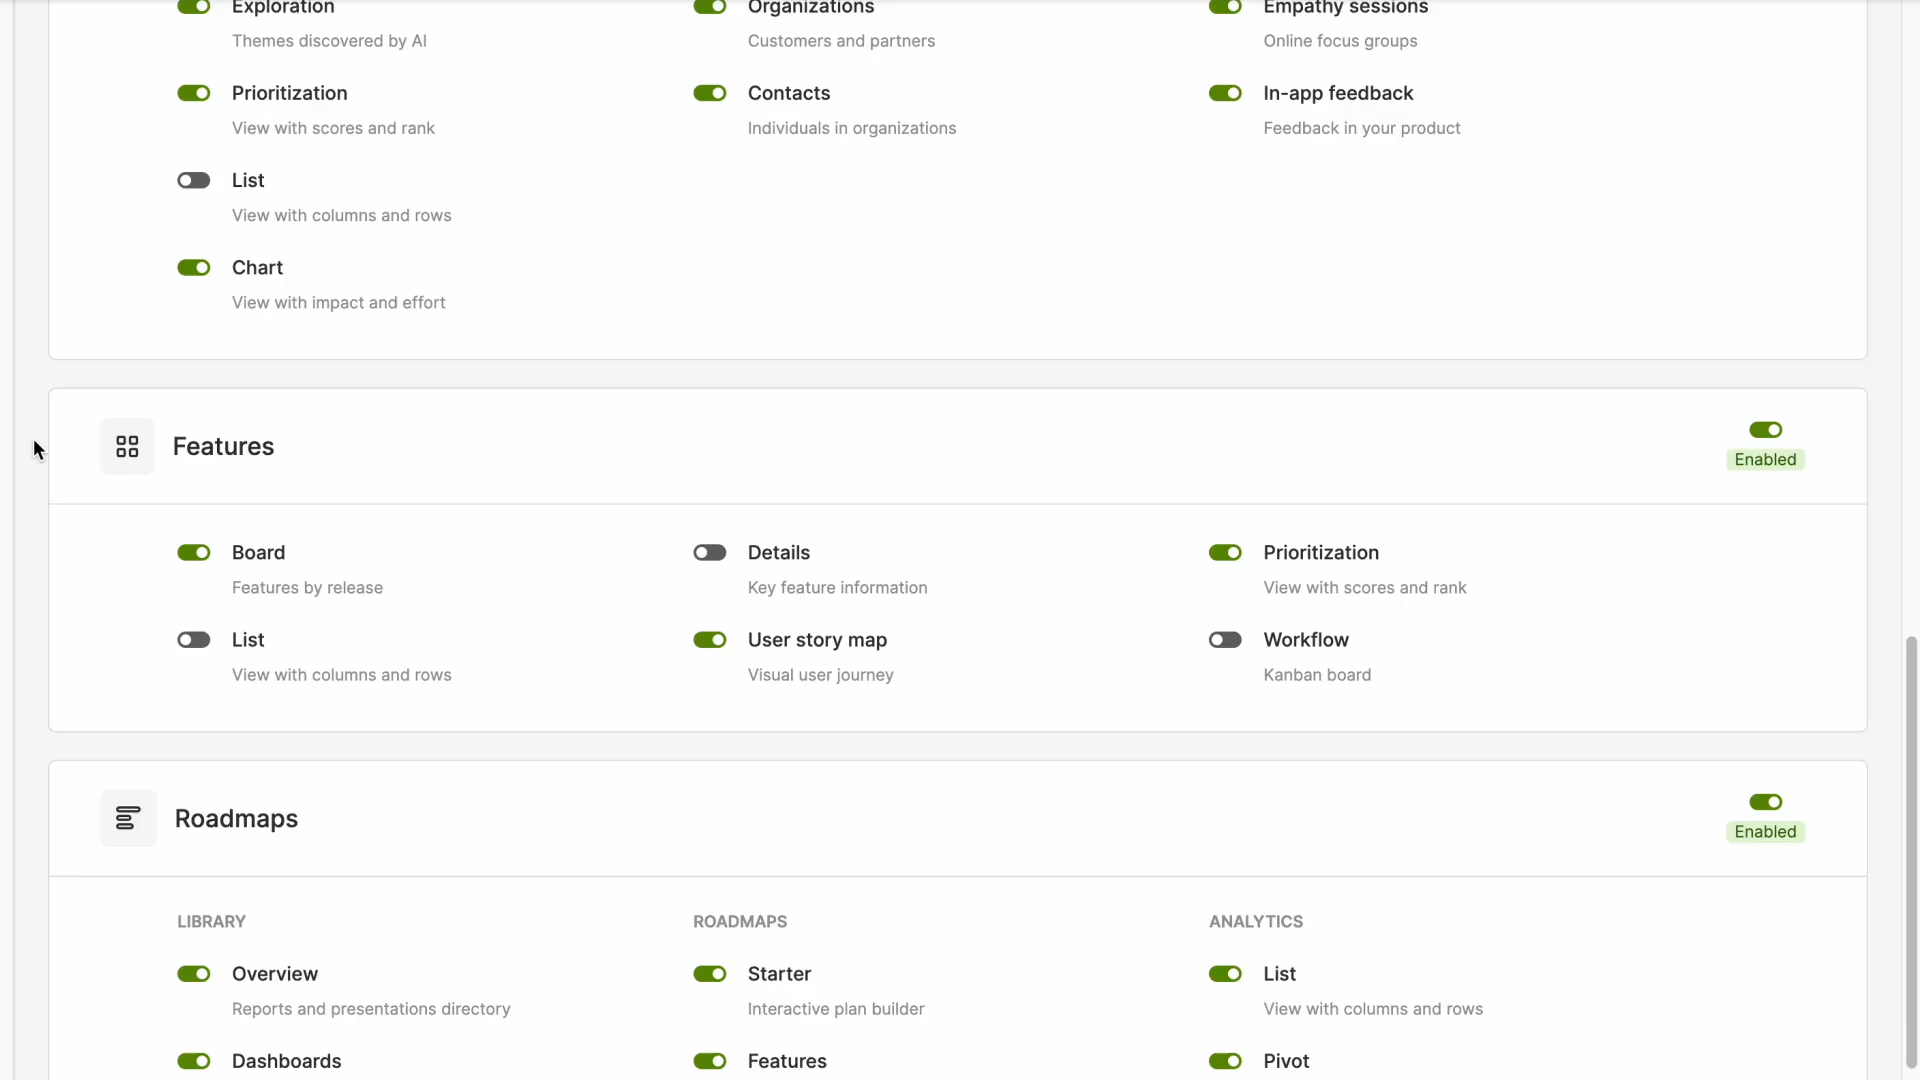 Exploration
Organizations
Empathy sessions
Themes discovered by AI
Customers and partners
Online focus groups
Prioritization
Contacts
In-app feedback
View with scores and rank
Individuals in organizations
Feedback in your product
List
View with columns and rows
Chart
View with impact and effort
Features
Enabled
Board
Details
Prioritization
Features by release
Key feature information
View with scores and rank
List
User story map
Workflow
View with columns and rows
Visual user journey
Kanban board
Roadmaps
Enabled
LIBRARY
ROADMAPS
ANALYTICS
Overview
Starter
List
Reports and presentations directory
Interactive plan builder
View with columns and rows
Dashboards
Features
Pivot